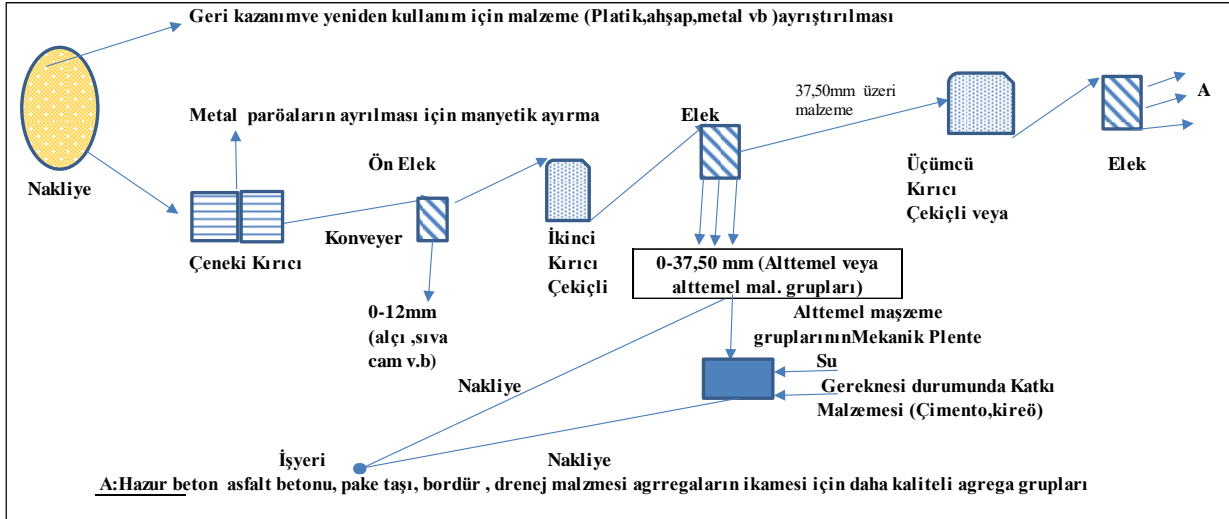 Geri kazanımve yeniden kullanım için malzeme (Platik,ahşap,metal vb )ayrıştırılması
37,50mm üzeri
malzeme
A
Metal paröaların ayrılması için manyetik ayırma
Elek
Ön Elek
Nakliye
Üçümcü
Kırıcı
Çekiçli veya
Elek
Konveyer
Çeneki Kırıcı
İkinci
Kırıcı
Çekiçli
0-37,50 mm (Alttemel veya
alttemel mal. grupları)
0-12mm
(alçı ,sıva
cam v.b)
Alttemel maşzeme
gruplarınınMekanik Plente
Su
Nakliye
Gereknesi durumunda Katkı
Malzemesi (Çimento,kireö)
İşyeri
Nakliye
A:Hazur beton asfalt betonu, pake taşı, bordür , drenej malzmesi agrregaların ikamesi için daha kaliteli agrega grupları